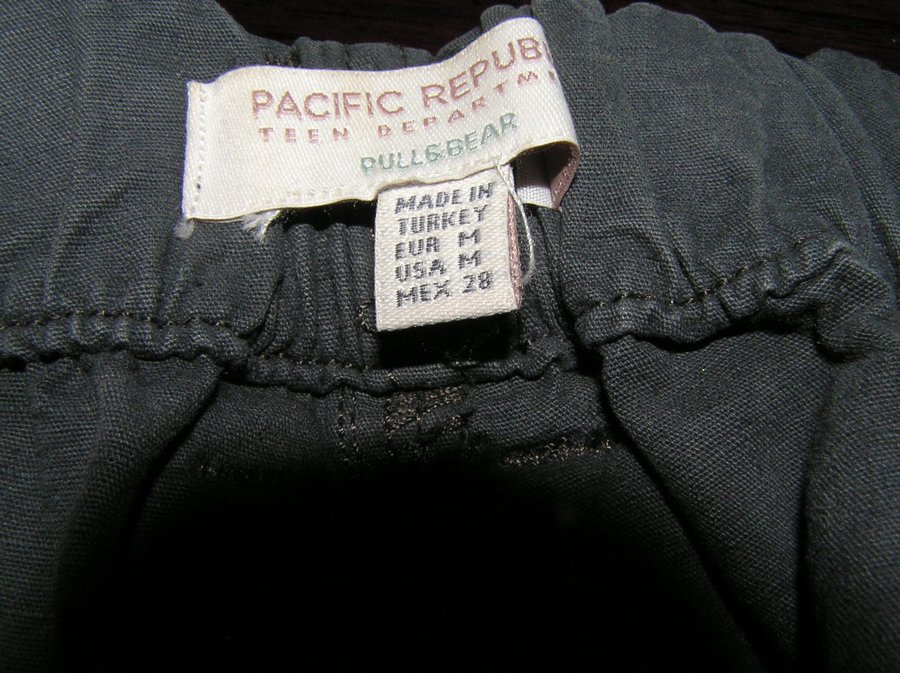 PACIFIC REPUB
TEEN DEPARTM
PULL&BEAR
MADE IN
TURKEY
EUR M
USA M
MEX 28